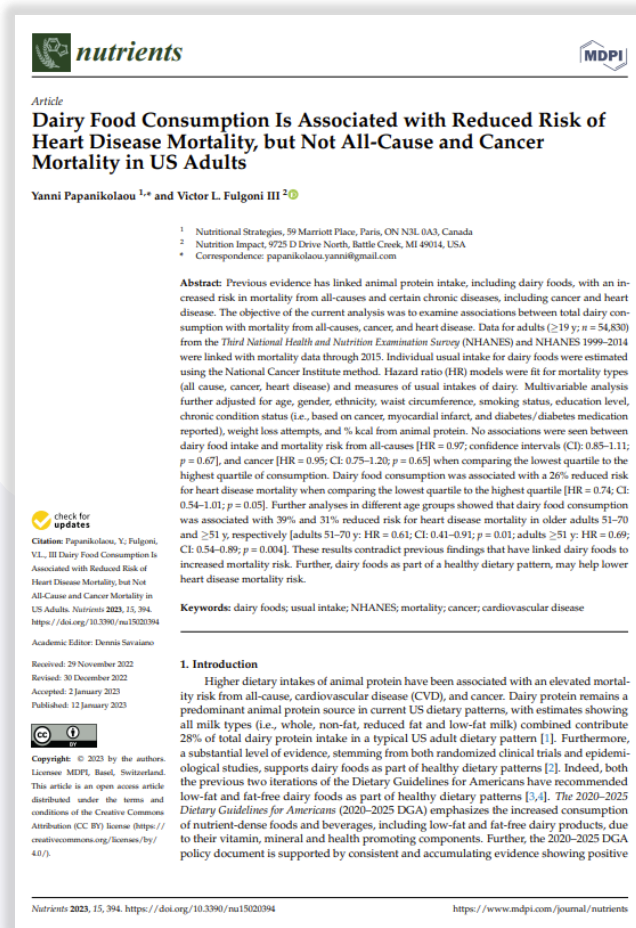 nutrients
MDPI
Article
Dairy Food Consumption Is Associated with Reduced Risk of
Heart Disease Mortality, but Not All-Cause and Cancer
Mortality in US Adults
Yanni Papanikolaou 1,* and Victor L. Fulgoni III 2
1 Nutritional Strategies, 59 Marriott Place, Paris, ON N3L 0A3, Canada
2 Nutrition Impact, 9725 D Drive North, Battle Creek, MI 49014, USA
* Correspondence: papanikolaou.yanni@gmail.com
Abstract: Previous evidence has linked animal protein intake, including dairy foods, with an in-
creased risk in mortality from all-causes and certain chronic diseases, including cancer and heart
disease. The objective of the current analysis was to examine associations between total dairy con-
sumption with mortality from all-causes, cancer, and heart disease. Data for adults (≥19 y; n = 54,830)
from the Third National Health and Nutrition Examination Survey (NHANES) and NHANES 1999–2014
were linked with mortality data through 2015. Individual usual intake for dairy foods were estimated
using the National Cancer Institute method. Hazard ratio (HR) models were fit for mortality types
(all cause, cancer, heart disease) and measures of usual intakes of dairy. Multivariable analysis
further adjusted for age, gender, ethnicity, waist circumference, smoking status, education level,
chronic condition status (i.e., based on cancer, myocardial infarct, and diabetes/diabetes medication
reported), weight loss attempts, and % kcal from animal protein. No associations were seen between
dairy food intake and mortality risk from all-causes [HR = 0.97; confidence intervals (CI): 0.85–1.11;
p = 0.67], and cancer [HR = 0.95; CI: 0.75–1.20; p = 0.65] when comparing the lowest quartile to the
highest quartile of consumption. Dairy food consumption was associated with a 26% reduced risk
for heart disease mortality when comparing the lowest quartile to the highest quartile [HR = 0.74; CI:
0.54–1.01; p = 0.05]. Further analyses in different age groups showed that dairy food consumption
was associated with 39% and 31% reduced risk for heart disease mortality in older adults 51–70
and ≥51 y, respectively [adults 51–70 y: HR = 0.61; CI: 0.41–0.91; p = 0.01; adults ≥51 y: HR = 0.69;
CI: 0.54–0.89; p = 0.004]. These results contradict previous findings that have linked dairy foods to
increased mortality risk. Further, dairy foods as part of a healthy dietary pattern, may help lower
heart disease mortality risk.
Keywords: dairy foods; usual intake; NHANES; mortality; cancer; cardiovascular disease
check for
updates
Citation: Papanikolaou, Y.; Fulgoni,
V.L., III Dairy Food Consumption Is
Associated with Reduced Risk of
Heart Disease Mortality, but Not
All-Cause and Cancer Mortality in
US Adults. Nutrients 2023, 15, 394.
https://doi.org/10.3390/nu15020394
Academic Editor: Dennis Savaiano
Received: 29 November 2022
Revised: 30 December 2022
Accepted: 2 January 2023
Published: 12 January 2023
CC BY
Copyright: © 2023 by the authors.
Licensee MDPI, Basel, Switzerland.
This article is an open access article
distributed under the terms and
conditions of the Creative Commons
Attribution (CC BY) license (https://
creativecommons.org/licenses/by/
4.0/).
1. Introduction
Higher dietary intakes of animal protein have been associated with an elevated mortal-
ity risk from all-cause, cardiovascular disease (CVD), and cancer. Dairy protein remains a
predominant animal protein source in current US dietary patterns, with estimates showing
all milk types (i.e., whole, non-fat, reduced fat and low-fat milk) combined contribute
28% of total dairy protein intake in a typical US adult dietary pattern [1]. Furthermore,
a substantial level of evidence, stemming from both randomized clinical trials and epidemi-
ological studies, supports dairy foods as part of healthy dietary patterns [2]. Indeed, both
the previous two iterations of the Dietary Guidelines for Americans have recommended
low-fat and fat-free dairy foods as part of healthy dietary patterns [3,4]. The 2020–2025
Dietary Guidelines for Americans (2020–2025 DGA) emphasizes the increased consumption
of nutrient-dense foods and beverages, including low-fat and fat-free dairy products, due
to their vitamin, mineral and health promoting components. Further, the 2020–2025 DGA
policy document is supported by consistent and accumulating evidence showing positive
Nutrients 2023, 15, 394. https://doi.org/10.3390/nu15020394
https://www.mdpi.com/journal/nutrients